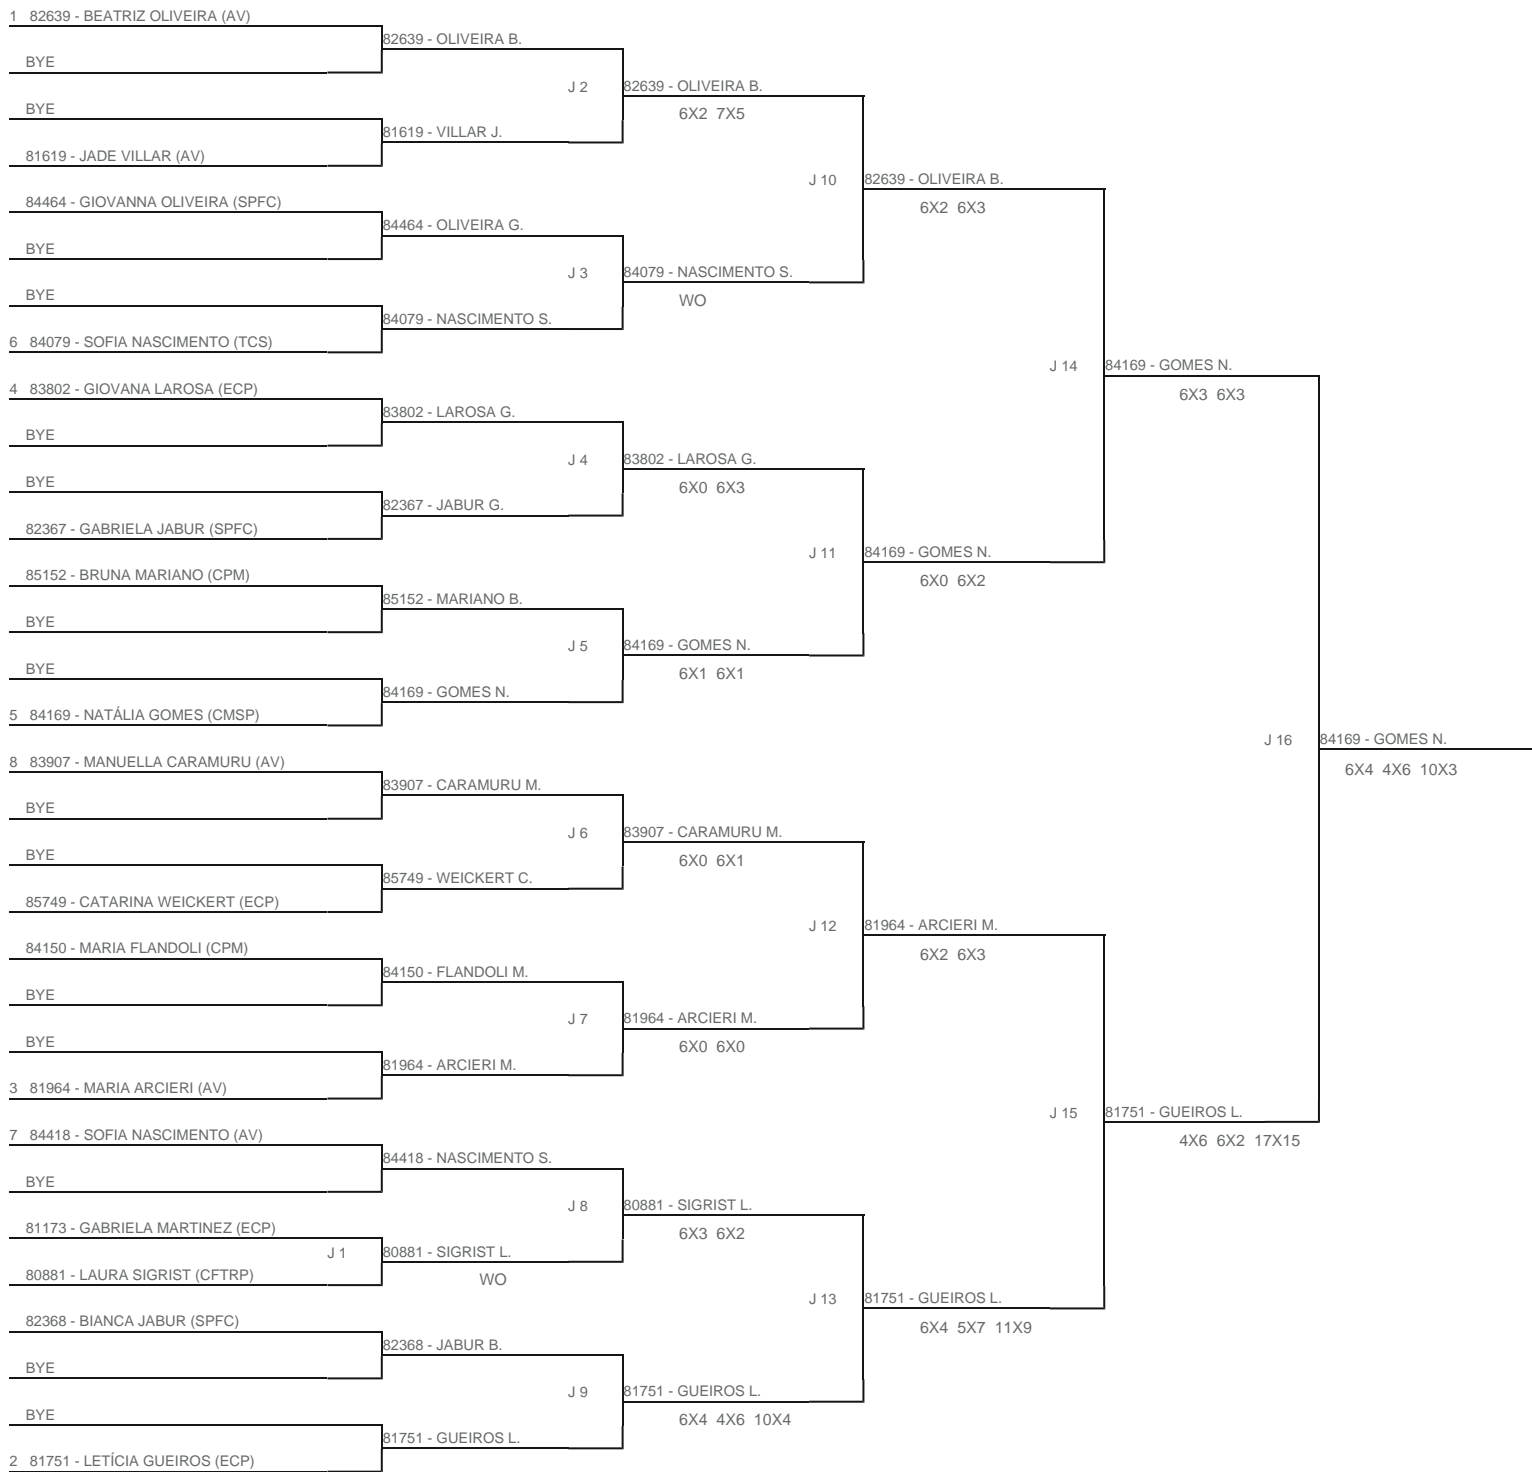 1 82639 - BEATRIZ OLIVEIRA (AV)
82639 - OLIVEIRA B.
BYE
J 2
82639 - OLIVEIRA B.
6X2 7X5
BYE
81619 - VILLAR J.
81619 - JADE VILLAR (AV)
J 10
82639 - OLIVEIRA B.
6X2 6X3
84464 - GIOVANNA OLIVEIRA (SPFC)
84464 - OLIVEIRA G.
BYE
J 3
84079 - NASCIMENTO S.
WO
BYE
84079 - NASCIMENTO S.
6 84079 - SOFIA NASCIMENTO (TCS)
J 14
84169 - GOMES N.
6X3 6X3
4 83802 - GIOVANA LAROSA (ECP)
83802 - LAROSA G.
BYE
J 4
83802 - LAROSA G.
6X0 6X3
BYE
82367 - JABUR G.
82367 - GABRIELA JABUR (SPFC)
J 11
84169 - GOMES N.
6X0 6X2
85152 - BRUNA MARIANO (CPM)
85152 - MARIANO B.
BYE
J 5
84169 - GOMES N.
6X1 6X1
BYE
84169 - GOMES N.
5 84169 - NATÁLIA GOMES (CMSP)
J 16
84169 - GOMES N.
6X4 4X6 10X3
8 83907 - MANUELLA CARAMURU (AV)
83907 - CARAMURU M.
BYE
J 6
83907 - CARAMURU M.
6X0 6X1
BYE
85749 - WEICKERT C.
85749 - CATARINA WEICKERT (ECP)
J 12
81964 - ARCIERI M.
6X2 6X3
84150 - MARIA FLANDOLI (CPM)
84150 - FLANDOLI M.
BYE
J 7
81964 - ARCIERI M.
6X0 6X0
BYE
81964 - ARCIERI M.
3 81964 - MARIA ARCIERI (AV)
J 15
81751 - GUEIROS L.
4X6 6X2 17X15
7 84418 - SOFIA NASCIMENTO (AV)
84418 - NASCIMENTO S.
BYE
J 8
80881 - SIGRIST L.
6X3 6X2
81173 - GABRIELA MARTINEZ (ECP)
J 1
80881 - SIGRIST L.
WO
80881 - LAURA SIGRIST (CFTRP)
J 13
81751 - GUEIROS L.
6X4 5X7 11X9
82368 - BIANCA JABUR (SPFC)
82368 - JABUR B.
BYE
J 9
81751 - GUEIROS L.
6X4 4X6 10X4
BYE
81751 - GUEIROS L.
2 81751 - LETÍCIA GUEIROS (ECP)